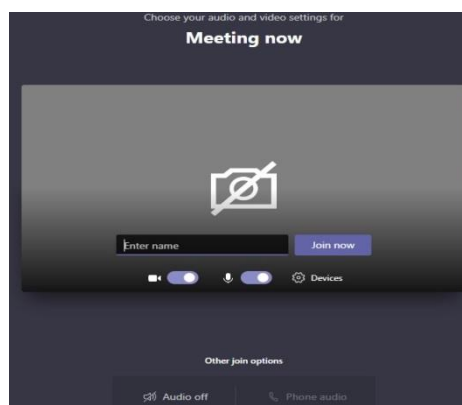 Choose your audio and video settings for
Meeting now
Enter name
Join now
Devices
Other join options
Audio off
Phone audio